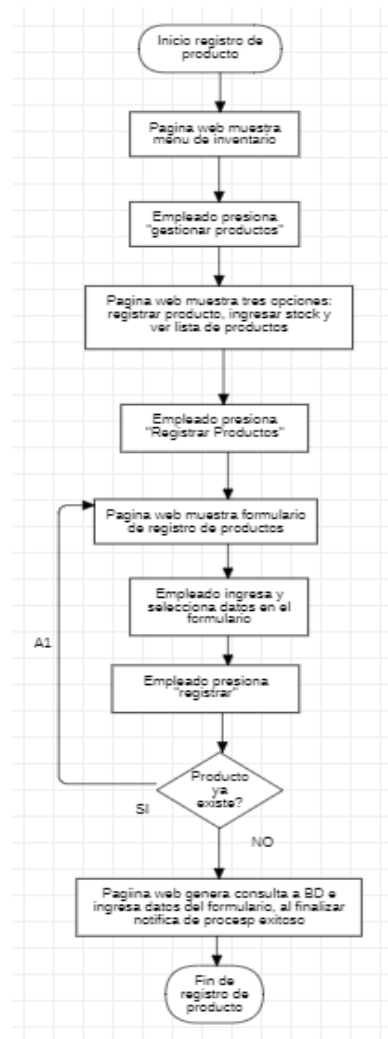 Inicio registro de
producto
Pagina web muestra
menu de inventario
Empleado presiona
"gestionar productos"
Pagina web muestra tres opciones:
registrar producto, ingresar stock y
ver lista de productos
Empleado presiona
"Registrar Productos"
Pagina web muestra formulario
de registro de productos
Empleado ingresa y
selecciona datos en el
formulario
A1
Empleado presiona
"registrar"
Producto
ya
existe?
SI
NO
Pagiina web genera consulta a BD e
ingresa datos del formulario, al finalizar
notifica de procesp exitoso
Fin de
registro de
producto